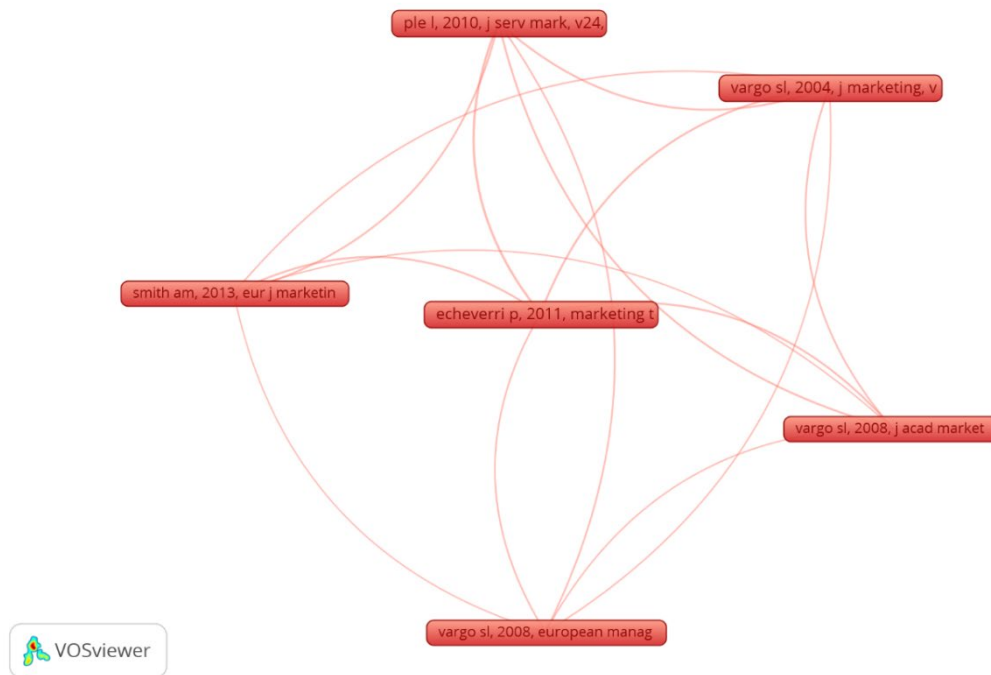 ple l, 2010, j serv mark, v24,
vargo sl, 2004, j marketing, v
smith am, 2013, eur j marketin
echeverri p, 2011, marketing t
vargo sl, 2008, j acad market
vargo sl, 2008, european manag
VOSviewer